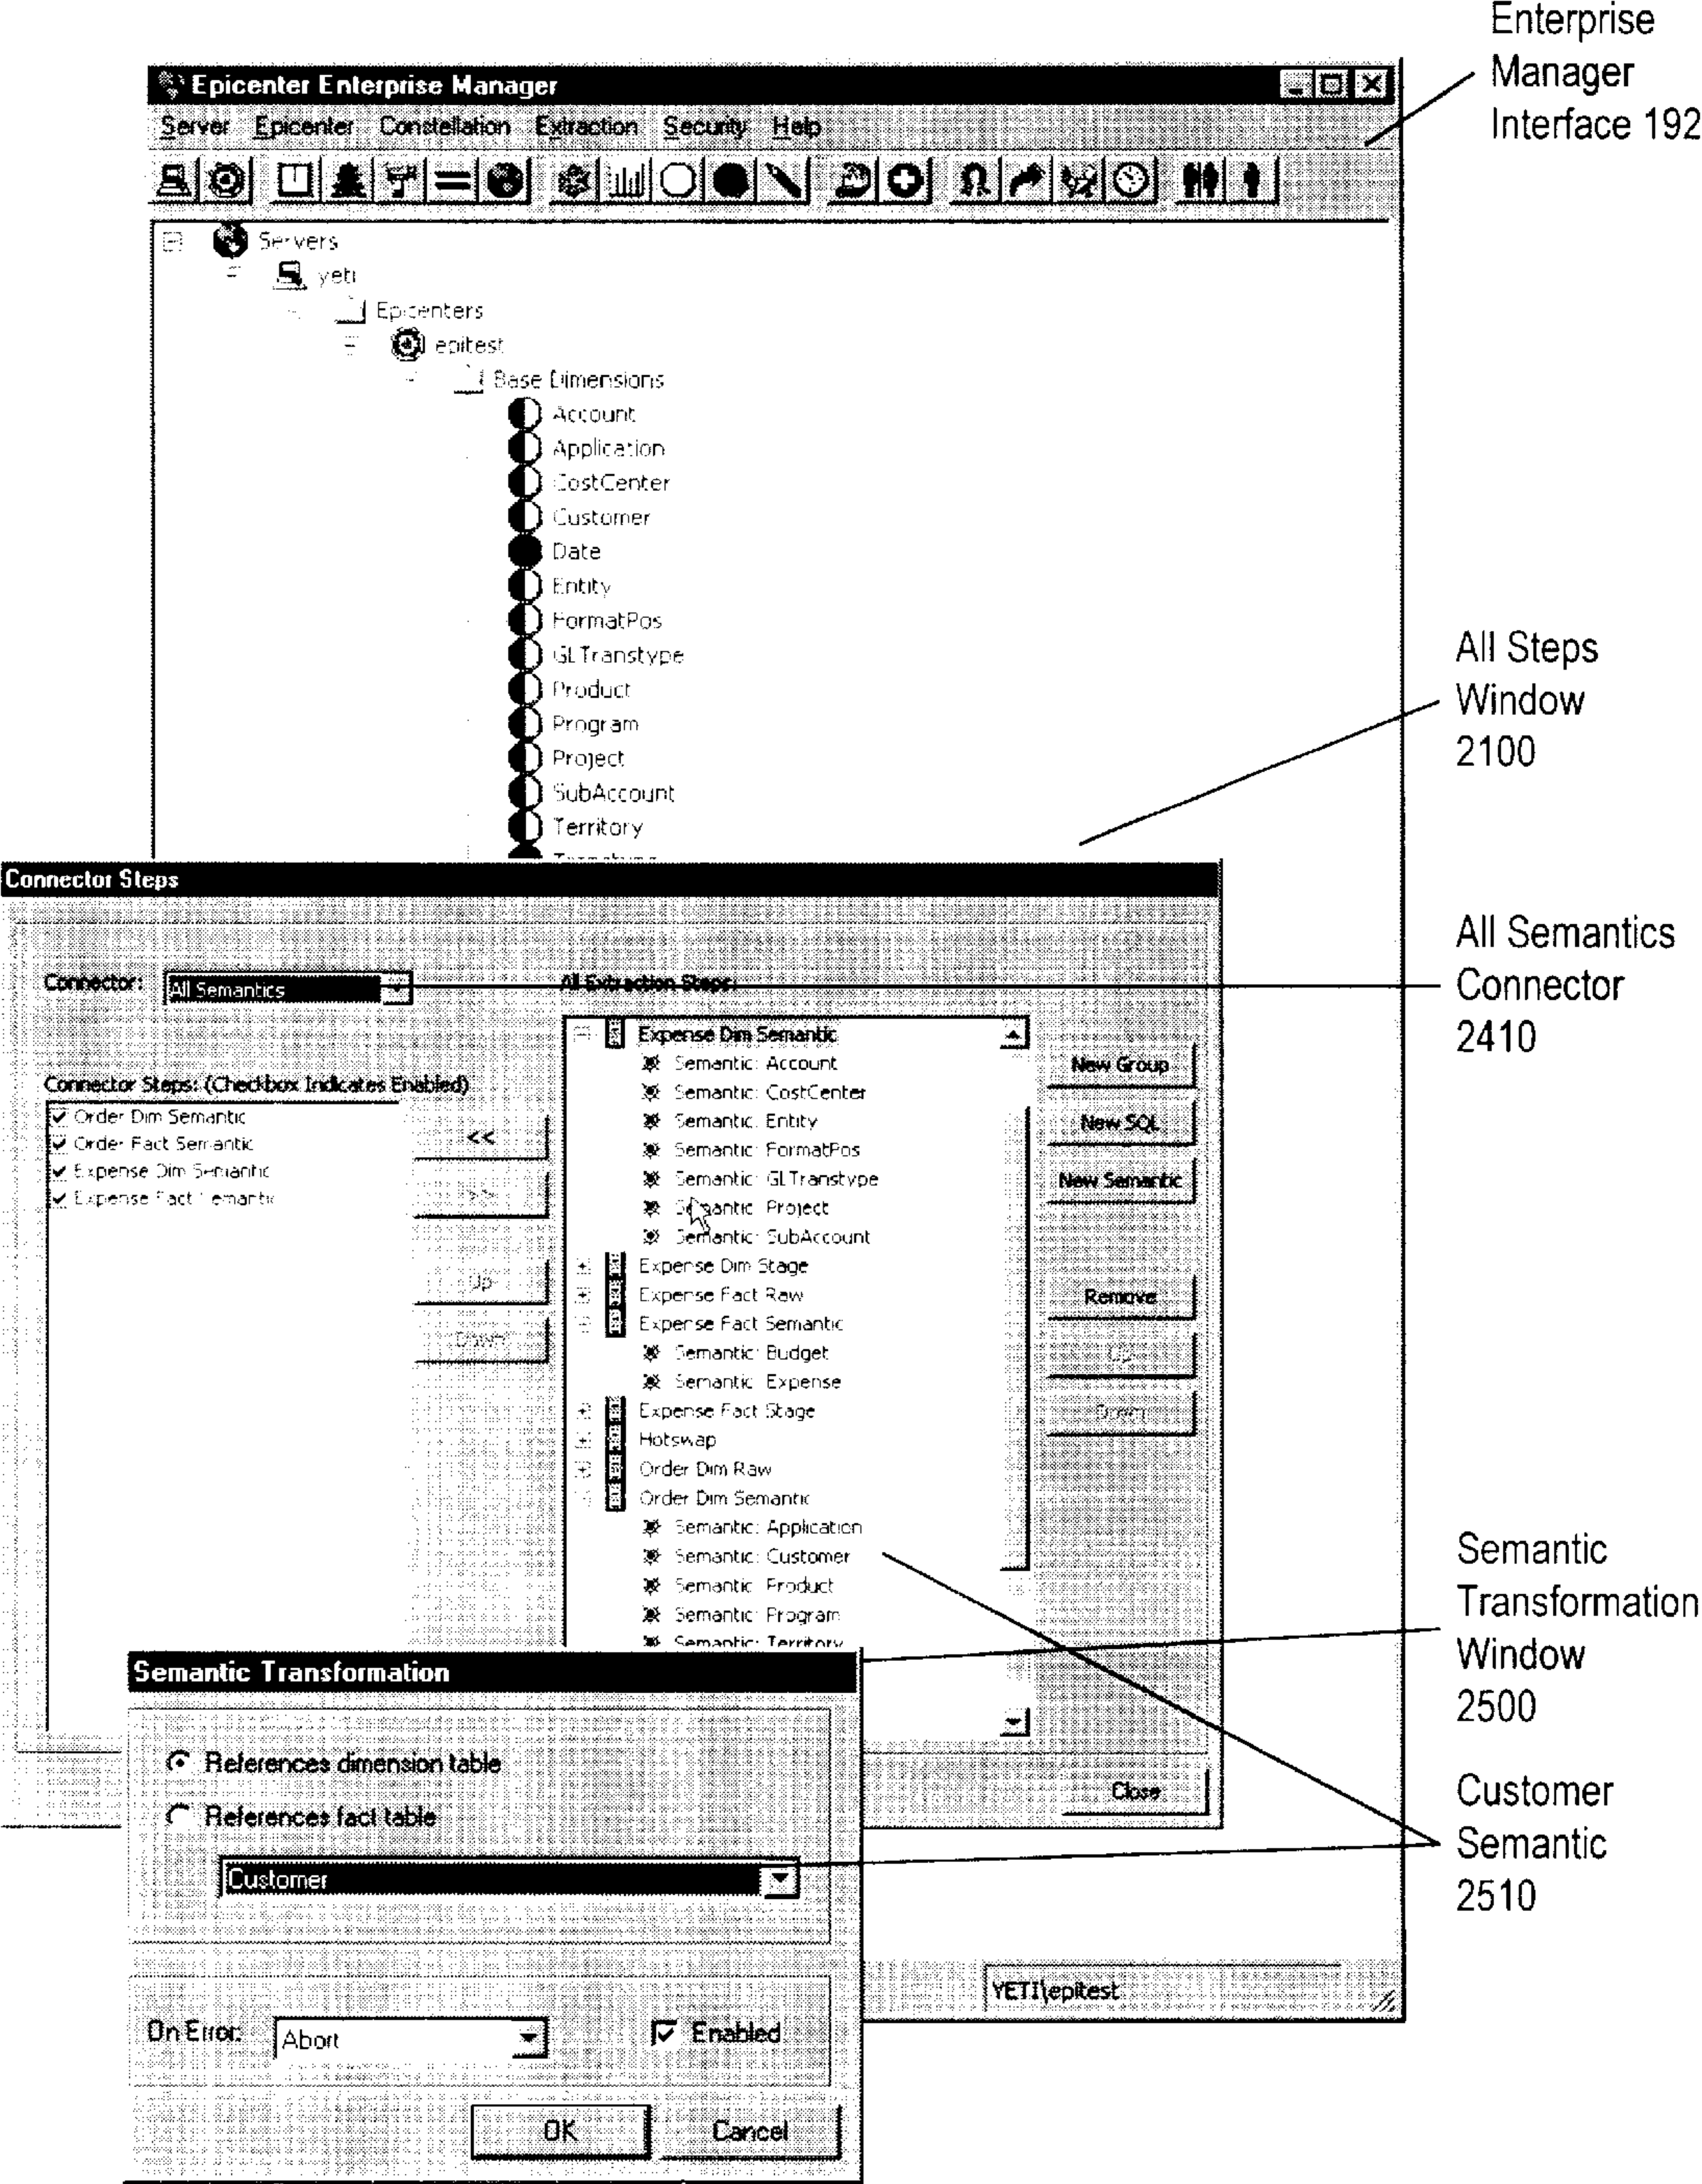 Enterprise
Manager
Interface 192
Epicenter Enterprise Manager
Server Epicenter Constellation Extraction Security Help
Servers
yeti
Epicenters
epitest
Base Dimensions
Account
Application
CostCenter
Customer
Date
Entity
FormatPos
GLTranstype
Product
Program
Project
SubAccount
Territory
All Steps
Window
2100
Connector Steps
Connector: All Semantics
All Extraction Steps:
All Semantics
Connector
2410
Connector Steps: (Checkbox Indicates Enabled)
Order Dim Semantic
Order Fact Semantic
Expense Dim Semantic
Expense Fact Semantic
<<
>>
Up
Down
Expense Dim Semantic
Semantic: Account
Semantic: CostCenter
Semantic: Entity
Semantic: FormatPos
Semantic: GLTranstype
Semantic: Project
Semantic: SubAccount
Expense Dim Stage
Expense Fact Raw
Expense Fact Semantic
Semantic: Budget
Semantic: Expense
Expense Fact Stage
Hotswap
Order Dim Raw
Order Dim Semantic
Semantic: Application
Semantic: Customer
Semantic: Product
Semantic: Program
Semantic: Territory
New Group
New SQL
New Semantic
Remove
Up
Down
Close
Semantic
Transformation
Window
2500
Semantic Transformation
References dimension table
References fact table
Customer
Customer
Semantic
2510
On Error: Abort
Enabled
OK Cancel
YETI\epitest